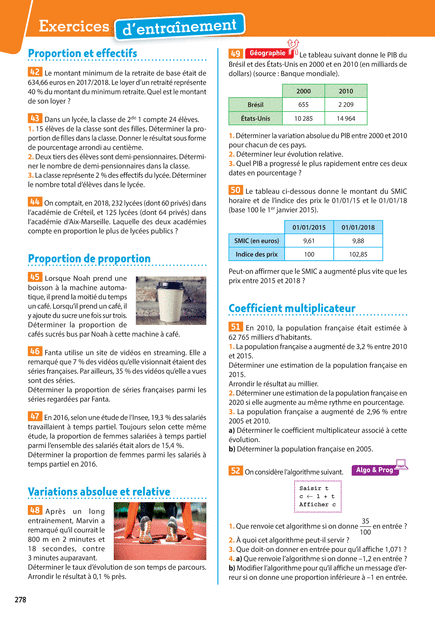 Exercices d'entraînement
Proportion et effectifs
42 Le montant minimum de la retraite de base était de
634,66 euros en 2017/2018. Le loyer d'un retraité représente
40 % du montant du minimum retraite. Quel est le montant
de son loyer ?
43 Dans un lycée, la classe de 2de 1 compte 24 élèves.
1. 15 élèves de la classe sont des filles. Déterminer la pro-
portion de filles dans la classe. Donner le résultat sous forme
de pourcentage arrondi au centième.
2. Deux tiers des élèves sont demi-pensionnaires. Détermi-
ner le nombre de demi-pensionnaires dans la classe.
3. La classe représente 2 % des effectifs du lycée. Déterminer
le nombre total d'élèves dans le lycée.
44 On comptait, en 2018, 232 lycées (dont 60 privés) dans
l'académie de Créteil, et 125 lycées (dont 64 privés) dans
l'académie d'Aix-Marseille. Laquelle des deux académies
compte en proportion le plus de lycées publics ?
Proportion de proportion
45 Lorsque Noah prend une
boisson à la machine automa-
tique, il prend la moitié du temps
un café. Lorsqu'il prend un café, il
y ajoute du sucre une fois sur trois.
Déterminer la proportion de
cafés sucrés bus par Noah à cette machine à café.
46 Fanta utilise un site de vidéos en streaming. Elle a
remarqué que 7 % des vidéos qu'elle visionnait étaient des
séries françaises. Par ailleurs, 35 % des vidéos qu'elle a vues
sont des séries.
Déterminer la proportion de séries françaises parmi les
séries regardées par Fanta.
47 En 2016, selon une étude de l'Insee, 19,3 % des salariés
travaillaient à temps partiel. Toujours selon cette même
étude, la proportion de femmes salariées à temps partiel
parmi l'ensemble des salariés était alors de 15,4 %.
Déterminer la proportion de femmes parmi les salariés à
temps partiel en 2016.
Variations absolue et relative
48 Après un long
entrainement, Marvin a
remarqué qu'il courait le
800 m en 2 minutes et
18 secondes, contre
3 minutes auparavant.
Déterminer le taux d'évolution de son temps de parcours.
Arrondir le résultat à 0,1 % près.
278
49 Géographie Le tableau suivant donne le PIB du
Brésil et des États-Unis en 2000 et en 2010 (en milliards de
dollars) (source : Banque mondiale).
2000 2010
Brésil 655 2 209
États-Unis 10 285 14 964
1. Déterminer la variation absolue du PIB entre 2000 et 2010
pour chacun de ces pays.
2. Déterminer leur évolution relative.
3. Quel PIB a progressé le plus rapidement entre ces deux
dates en pourcentage ?
50 Le tableau ci-dessous donne le montant du SMIC
horaire et de l'indice des prix le 01/01/15 et le 01/01/18
(base 100 le 1er janvier 2015).
01/01/2015 01/01/2018
SMIC (en euros) 9,61 9,88
Indice des prix 100 102,85
Peut-on affirmer que le SMIC a augmenté plus vite que les
prix entre 2015 et 2018 ?
Coefficient multiplicateur
51 En 2010, la population française était estimée à
62 765 milliers d'habitants.
1. La population française a augmenté de 3,2 % entre 2010
et 2015.
Déterminer une estimation de la population française en
2015.
Arrondir le résultat au millier.
2. Déterminer une estimation de la population française en
2020 si elle augmente au même rythme en pourcentage.
3. La population française a augmenté de 2,96 % entre
2005 et 2010.
a) Déterminer le coefficient multiplicateur associé à cette
évolution.
b) Déterminer la population française en 2005.
52 On considère l'algorithme suivant. Algo & Prog
Saisir t
c ← 1 + t
Afficher c
1. Que renvoie cet algorithme si on donne 35/100 en entrée ?
2. À quoi cet algorithme peut-il servir ?
3. Que doit-on donner en entrée pour qu'il affiche 1,071 ?
4. a) Que renvoie l'algorithme si on donne –1,2 en entrée ?
b) Modifier l'algorithme pour qu'il affiche un message d'er-
reur si on donne une proportion inférieure à –1 en entrée.